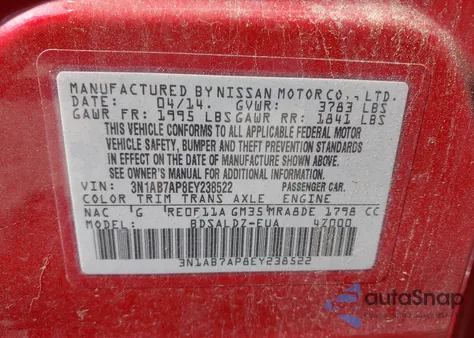 MANUFACTURED BY NISSAN MOTOR CO., LTD.
DATE: 04/14. GVWR: 3783 LBS
GAWR FR: 1995 LBS GAWR RR: 1841 LBS
THIS VEHICLE CONFORMS TO ALL APPLICABLE FEDERAL MOTOR
VEHICLE SAFETY, BUMPER AND THEFT PREVENTION STANDARDS
IN EFFECT ON THE DATE OF MANUFACTURE SHOWN ABOVE.
SEE OWNER'S MANUAL FOR ADDITIONAL INFORMATION.
VIN: 3N1AB7AP8EY238522 PASSENGER CAR.
COLOR TRIM TRANS AXLE ENGINE
NAC G RE0F11A GM35 MRA8DE 1798 CC
MODEL: BDSALDZ-EUA 4Z000
3N1AB7AP8EY238522
autoSnap